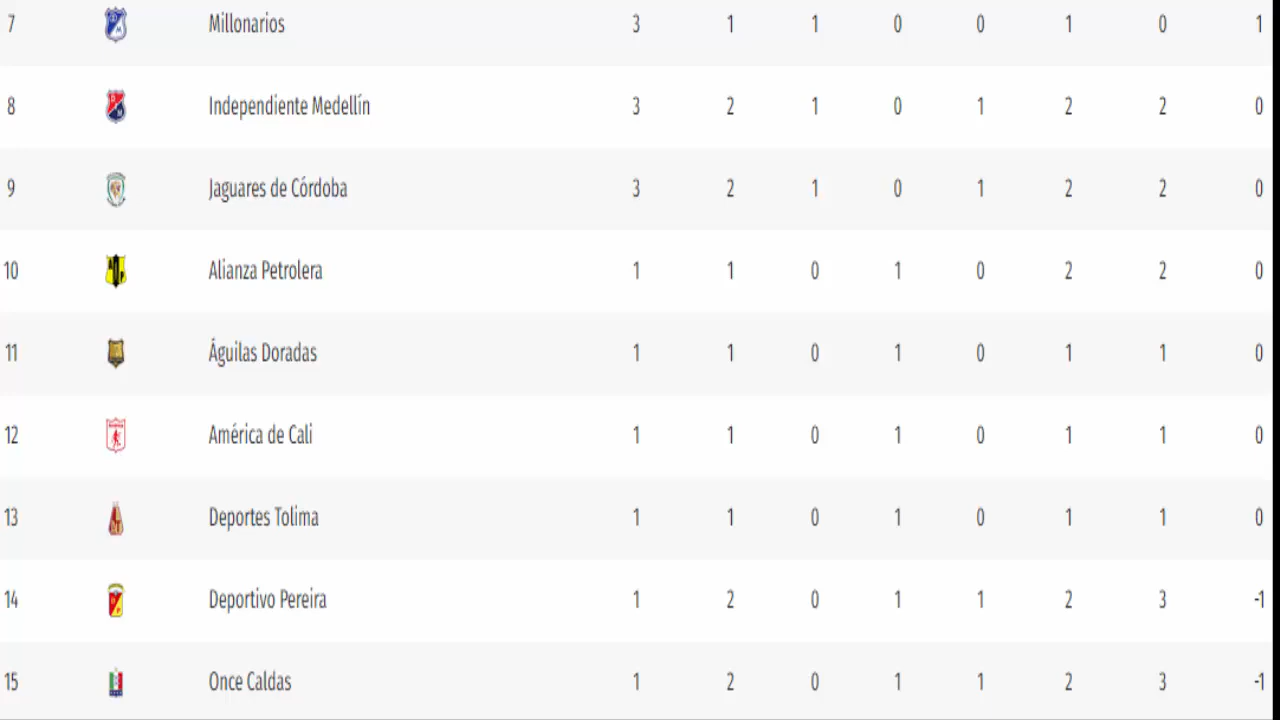 7 Millonarios 3 1 1 0 0 1 0 1
8 Independiente Medellín 3 2 1 0 1 2 2 0
9 Jaguares de Córdoba 3 2 1 0 1 2 2 0
10 Alianza Petrolera 1 1 0 1 0 2 2 0
11 Águilas Doradas 1 1 0 1 0 1 1 0
12 América de Cali 1 1 0 1 0 1 1 0
13 Deportes Tolima 1 1 0 1 0 1 1 0
14 Deportivo Pereira 1 2 0 1 1 2 3 -1
15 Once Caldas 1 2 0 1 1 2 3 -1